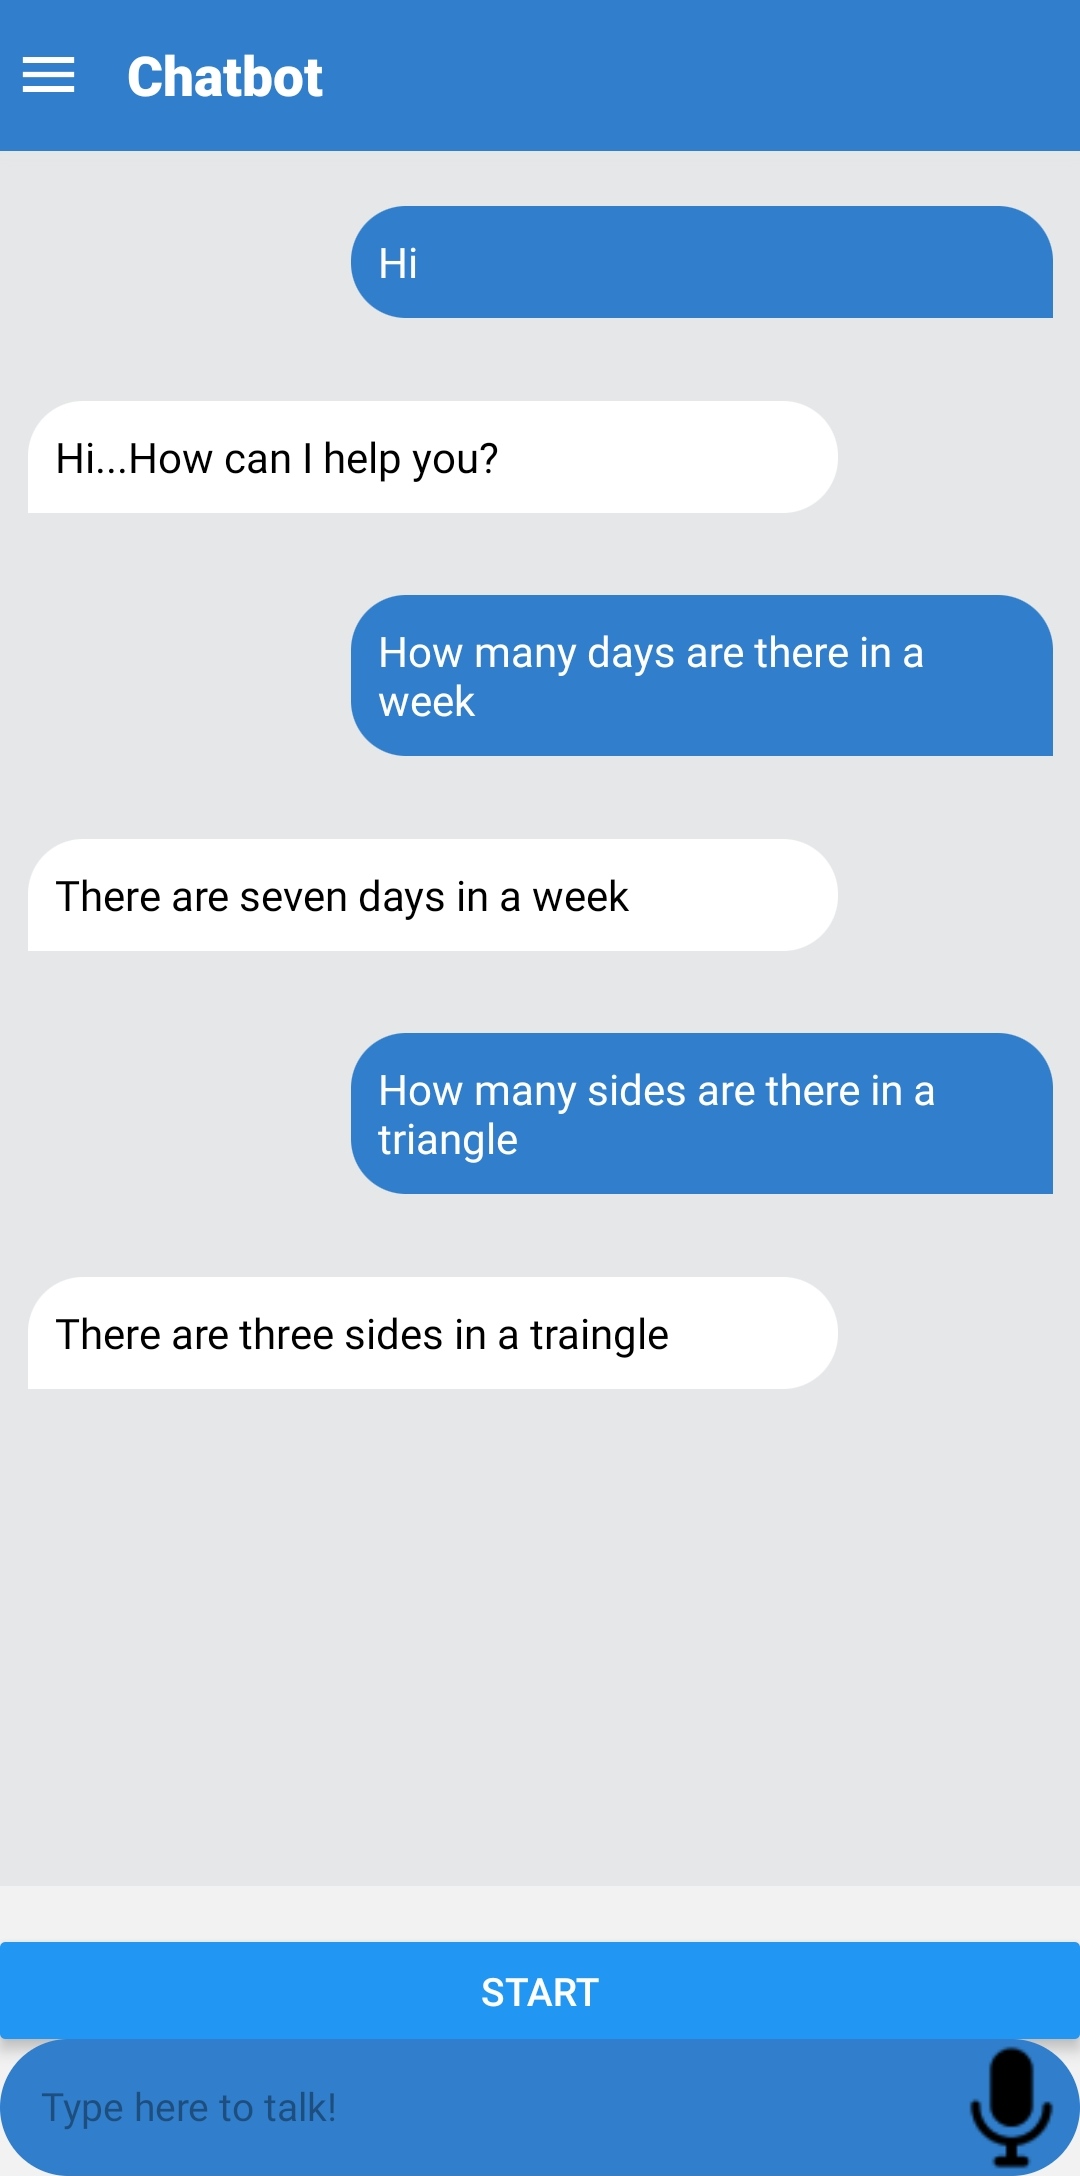 Chatbot
Hi
Hi...How can I help you?
How many days are there in a
week
There are seven days in a week
How many sides are there in a
triangle
There are three sides in a traingle
START
Type here to talk!